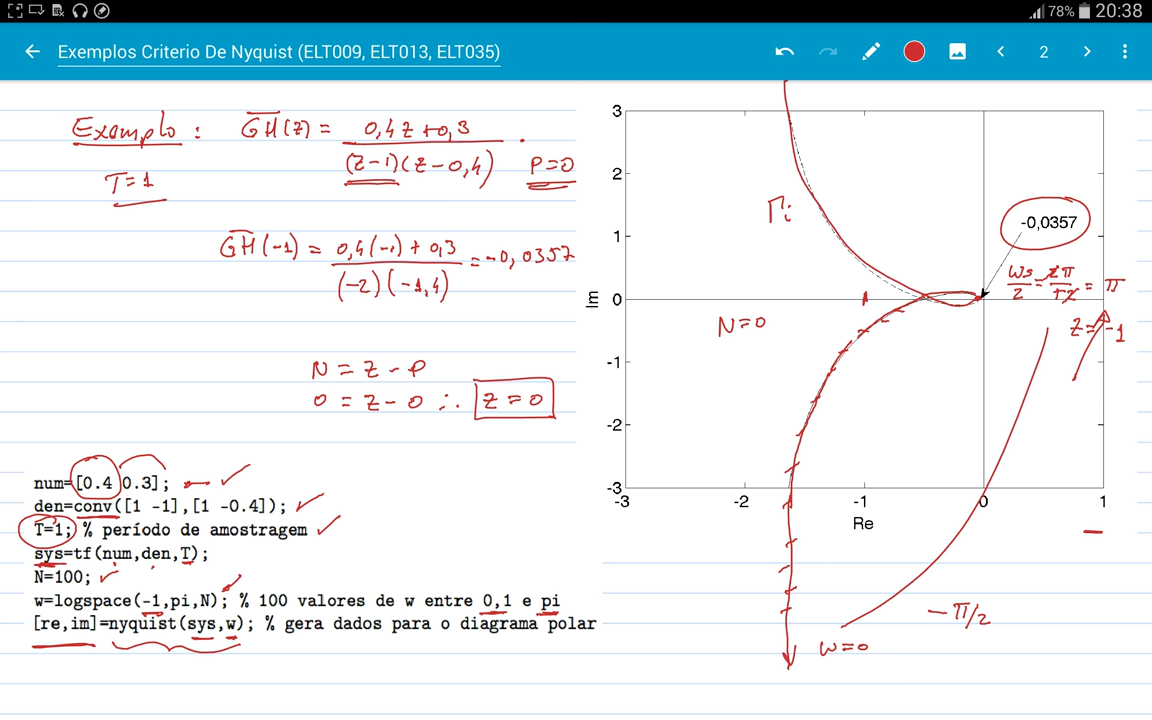 78% 20:38
Exemplos Criterio De Nyquist (ELT009, ELT013, ELT035)
2
Exemplo : GH(z) = 0,4z+0,3 / (z-1)(z-0,4) .
P=0
T=1
GH(-1) = 0,4(-1)+0,3 / (-2)(-1,4) = -0,0357
N = Z - P
0 = Z - 0 ∴ Z = 0
num=[0.4 0.3];
den=conv([1 -1],[1 -0.4]);
T=1; % período de amostragem
sys=tf(num,den,T);
N=100;
w=logspace(-1,pi,N); % 100 valores de w entre 0,1 e pi
[re,im]=nyquist(sys,w); % gera dados para o diagrama polar
3
2
1
0
-1
-2
-3
Im
-3 -2 -1 0 1
Re
Γi
-0,0357
Ws/2 = 2π/T2 = π
z=-1
N=0
-π/2
w=0